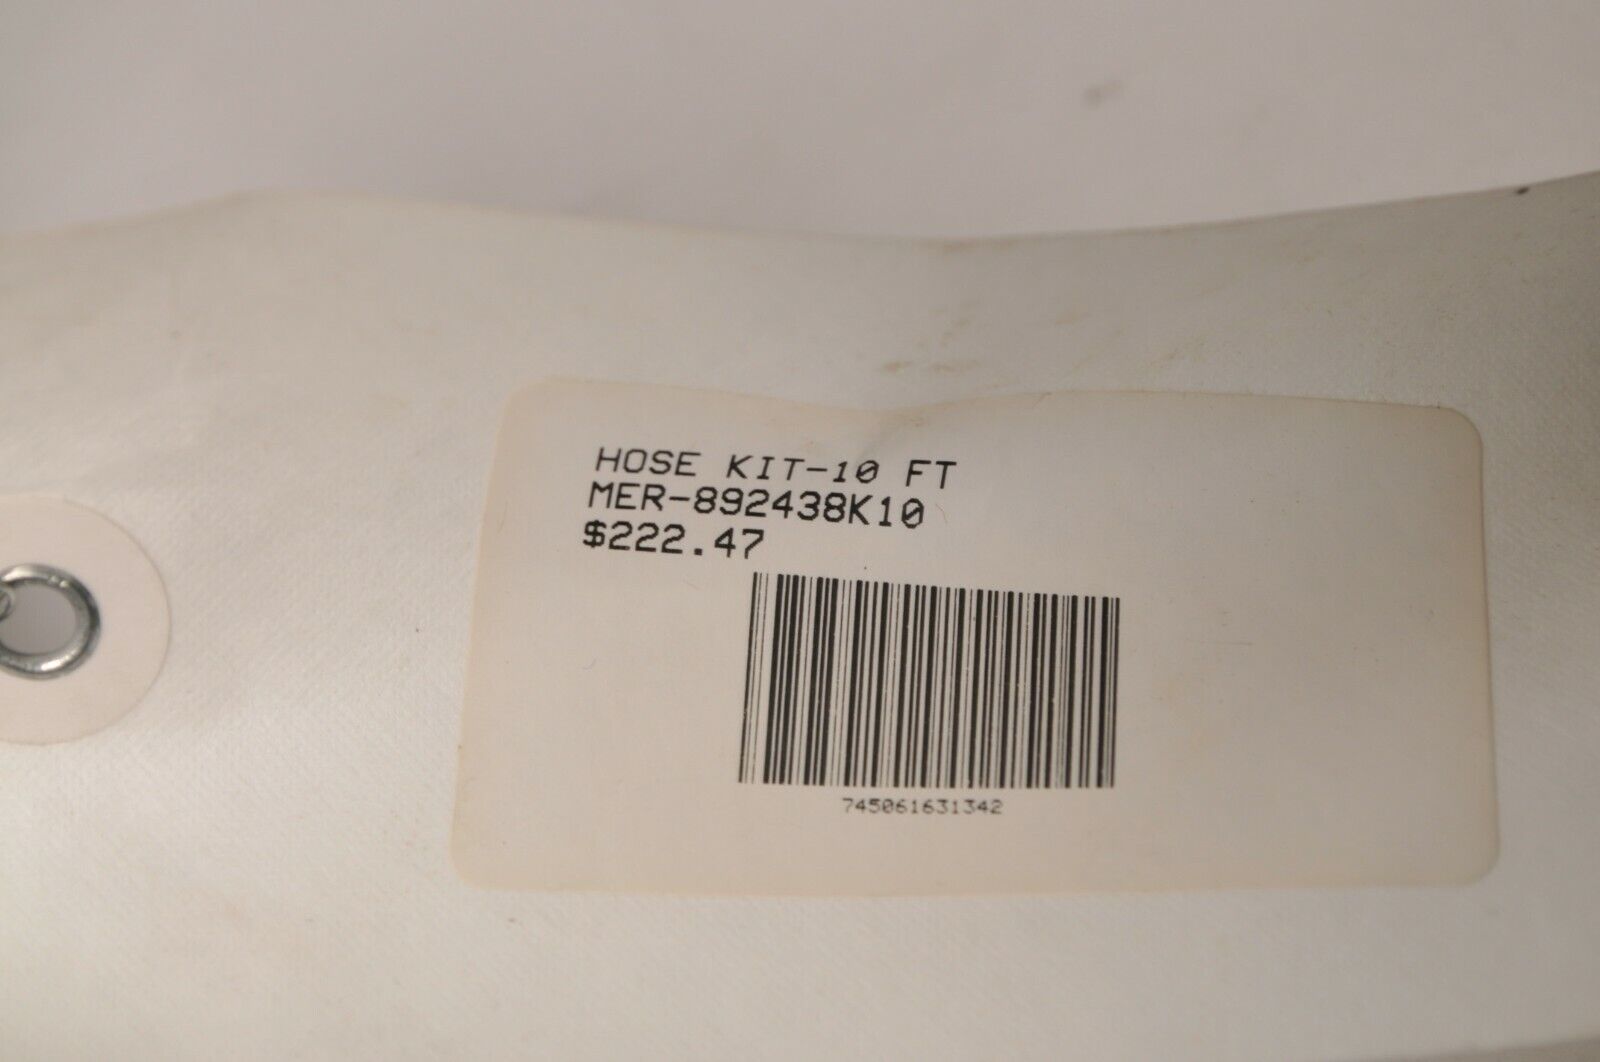 HOSE KIT-10 FT
MER-892438K10
$222.47
745061631342